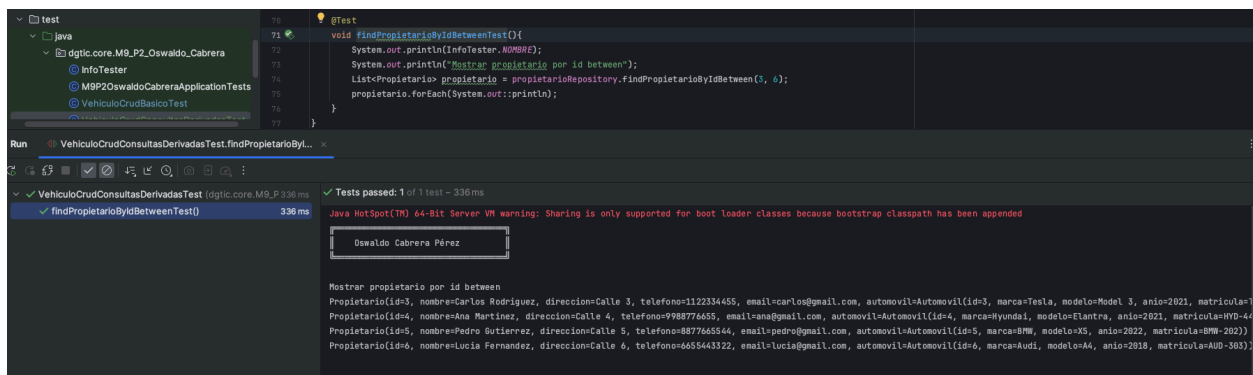 test
java
dgtic.core.M9_P2_Oswaldo_Cabrera
InfoTester
M9P2OswaldoCabreraApplicationTests
VehiculoCrudBasicoTest
VehiculoCrudConsultasDerivadasTest
70 @Test
71 void findPropietarioByIdBetweenTest(){
72 System.out.println(InfoTester.NOMBRE);
73 System.out.println("Mostrar propietario por id between");
74 List<Propietario> propietario = propietarioRepository.findPropietarioByIdBetween(3, 6);
75 propietario.forEach(System.out::println);
76 }
77 }
Run VehiculoCrudConsultasDerivadasTest.findPropietarioByI...
VehiculoCrudConsultasDerivadasTest (dgtic.core.M9_P 336 ms
findPropietarioByIdBetweenTest() 336 ms
Tests passed: 1 of 1 test – 336 ms
Java HotSpot(TM) 64-Bit Server VM warning: Sharing is only supported for boot loader classes because bootstrap classpath has been appended
Oswaldo Cabrera Pérez
Mostrar propietario por id between
Propietario(id=3, nombre=Carlos Rodriguez, direccion=Calle 3, telefono=1122334455, email=carlos@gmail.com, automovil=Automovil(id=3, marca=Tesla, modelo=Model 3, anio=2021, matricula=
Propietario(id=4, nombre=Ana Martinez, direccion=Calle 4, telefono=9988776655, email=ana@gmail.com, automovil=Automovil(id=4, marca=Hyundai, modelo=Elantra, anio=2021, matricula=HYD-44
Propietario(id=5, nombre=Pedro Gutierrez, direccion=Calle 5, telefono=8877665544, email=pedro@gmail.com, automovil=Automovil(id=5, marca=BMW, modelo=X5, anio=2022, matricula=BMW-202))
Propietario(id=6, nombre=Lucia Fernandez, direccion=Calle 6, telefono=6655443322, email=lucia@gmail.com, automovil=Automovil(id=6, marca=Audi, modelo=A4, anio=2018, matricula=AUD-303))